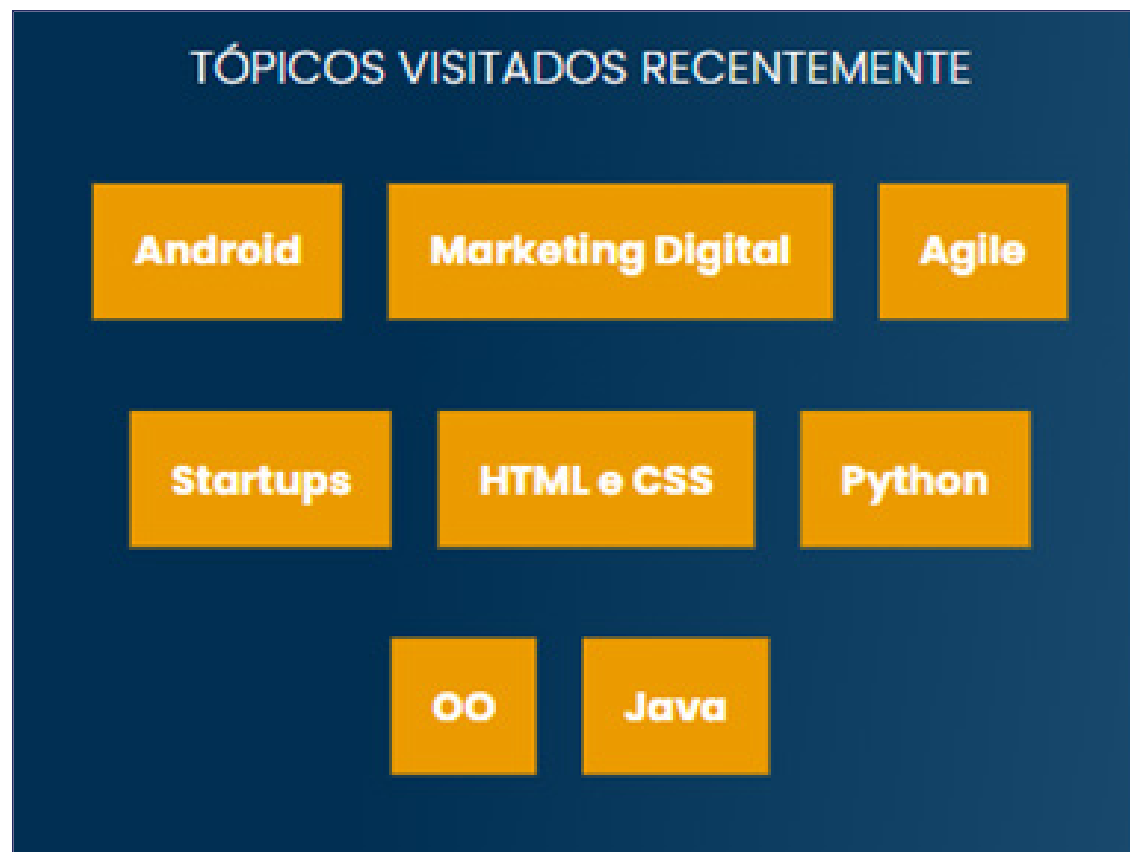 TÓPICOS VISITADOS RECENTEMENTE
Android
Marketing Digital
Agile
Startups
HTML e CSS
Python
OO
Java